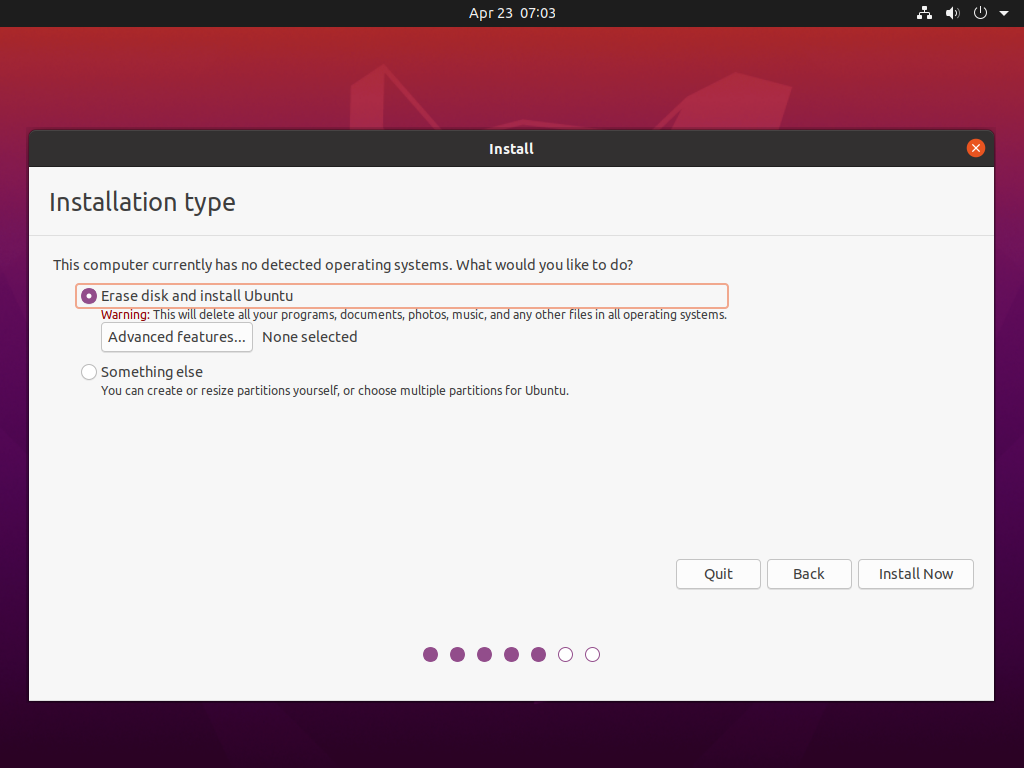 Apr 23  07:03
Install
Installation type
This computer currently has no detected operating systems. What would you like to do?
Erase disk and install Ubuntu
Warning: This will delete all your programs, documents, photos, music, and any other files in all operating systems.
Advanced features... None selected
Something else
You can create or resize partitions yourself, or choose multiple partitions for Ubuntu.
Quit Back Install Now